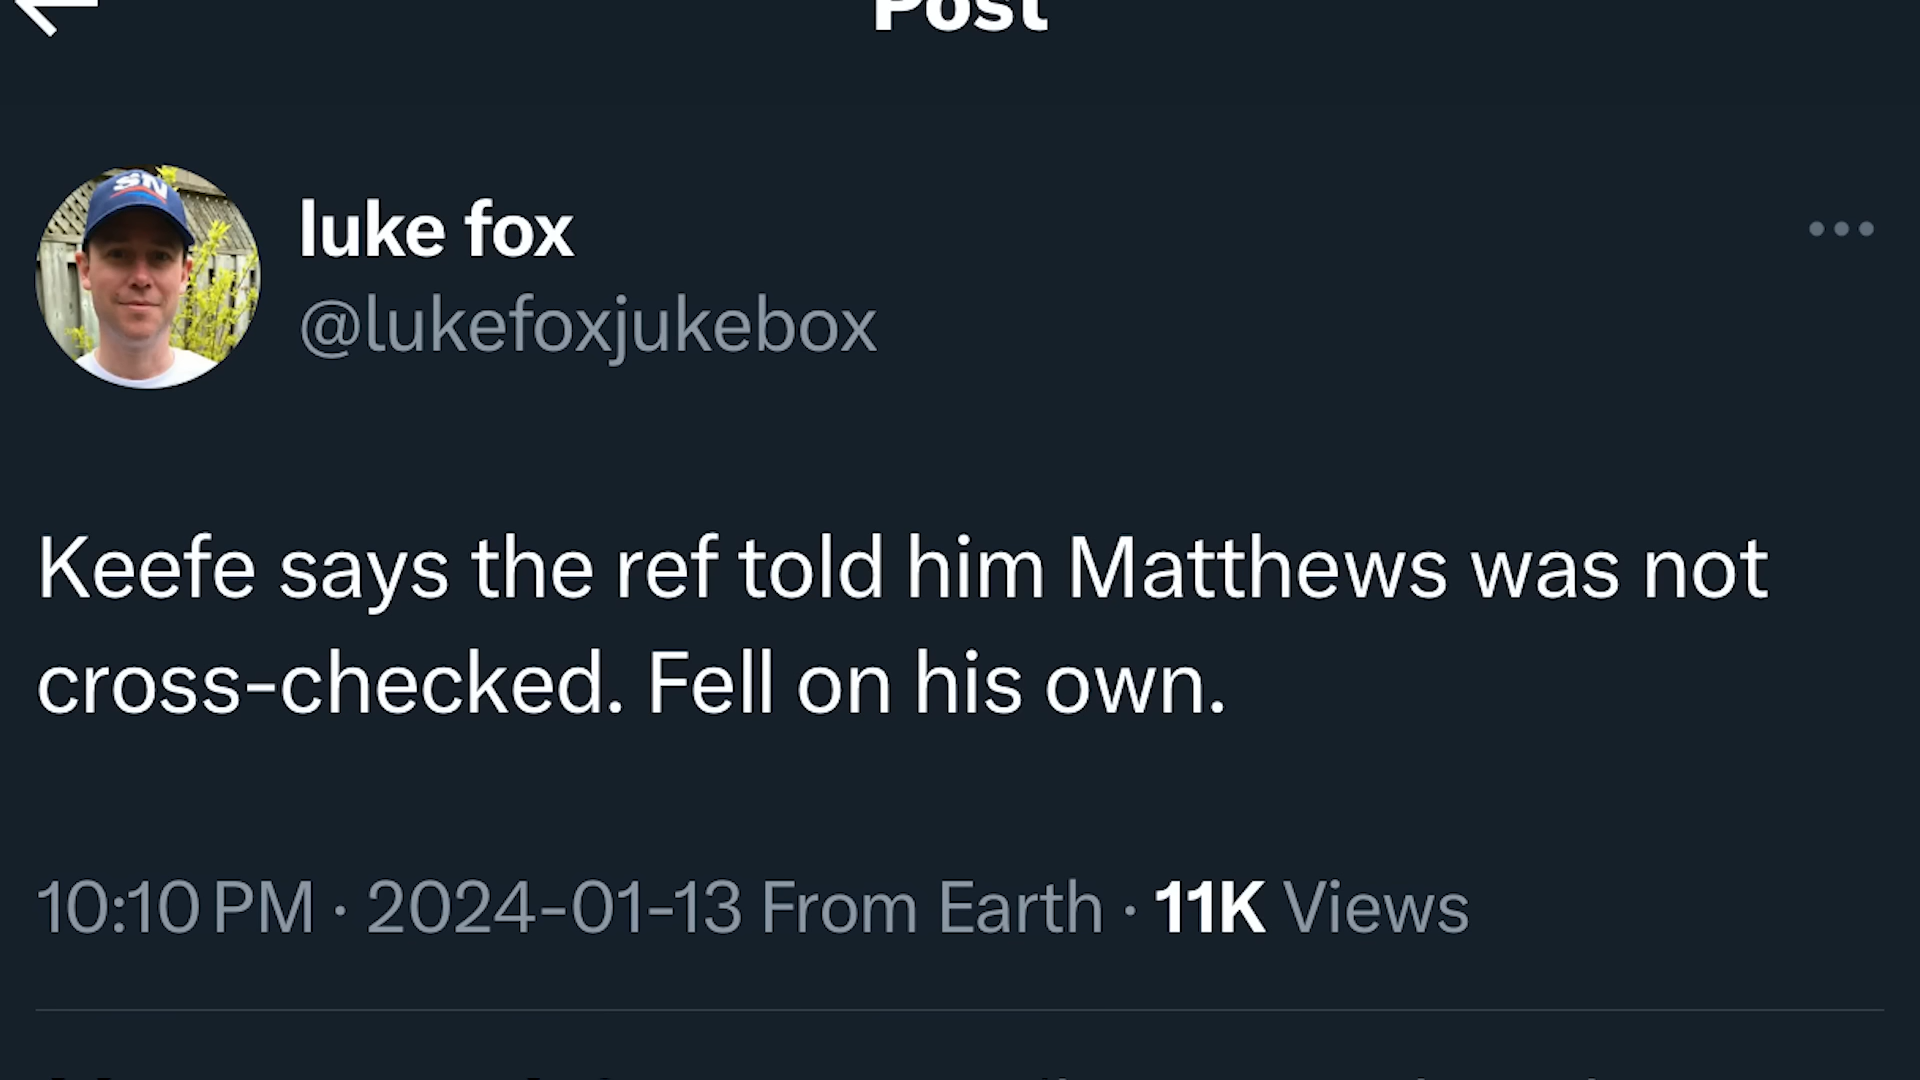 Post
SN
luke fox
@lukefoxjukebox
Keefe says the ref told him Matthews was not
cross-checked. Fell on his own.
10:10 PM · 2024-01-13 From Earth · 11K Views